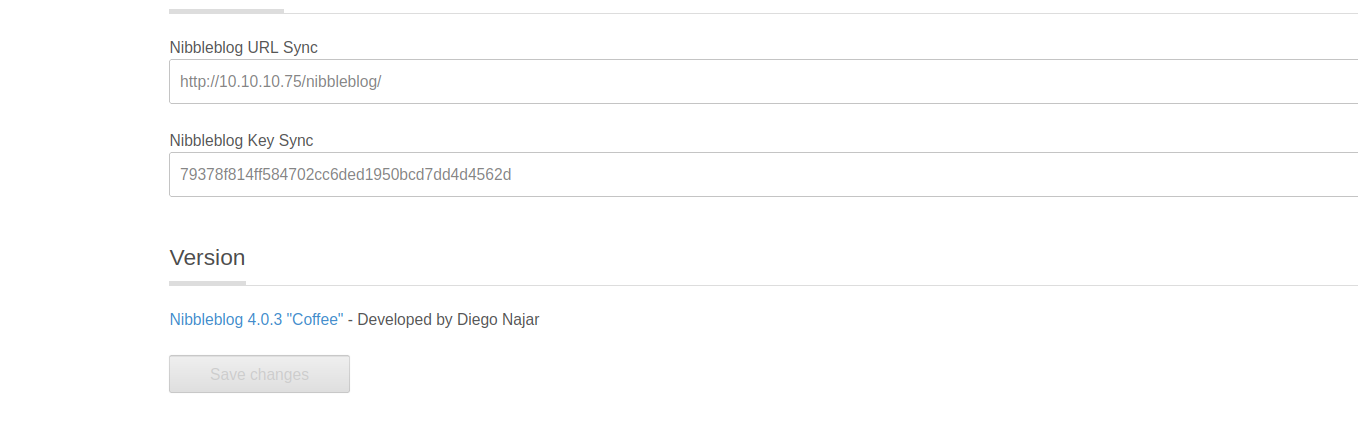 Nibbleblog URL Sync
http://10.10.10.75/nibbleblog/
Nibbleblog Key Sync
79378f814ff584702cc6ded1950bcd7dd4d4562d
Version
Nibbleblog 4.0.3 "Coffee" - Developed by Diego Najar
Save changes